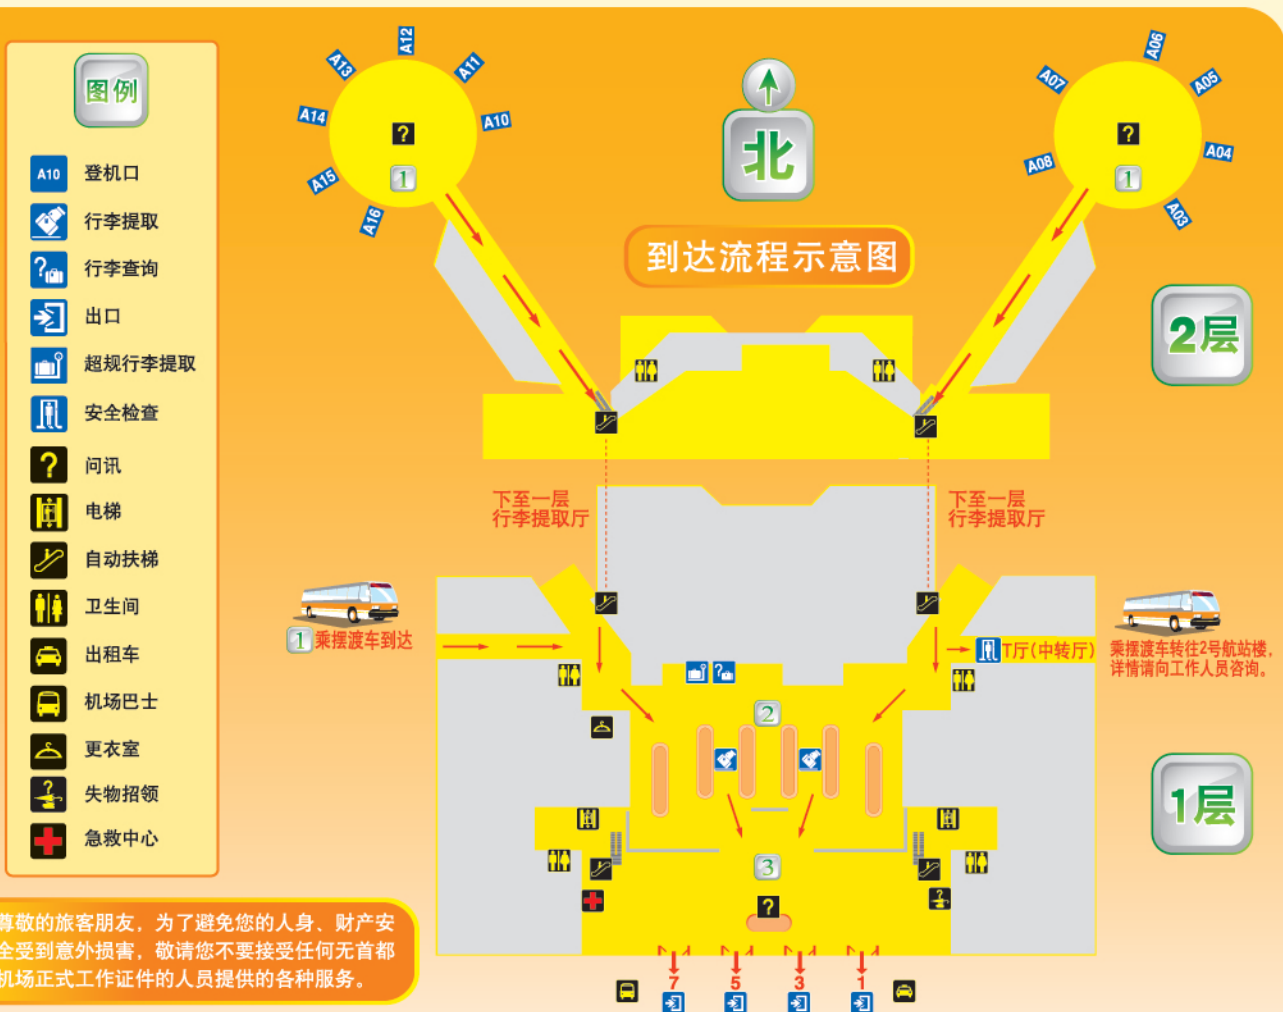 图例
A10 登机口
行李提取
行李查询
出口
超规行李提取
安全检查
? 问讯
电梯
自动扶梯
卫生间
出租车
机场巴士
更衣室
失物招领
急救中心
尊敬的旅客朋友，为了避免您的人身、财产安
全受到意外损害，敬请您不要接受任何无首都
机场正式工作证件的人员提供的各种服务。
北
到达流程示意图
2层
A12
A13
A11
A14
A10
A15
A16
?
1
A06
A07
A05
A08
A04
A03
?
1
下至一层
行李提取厅
下至一层
行李提取厅
1 乘摆渡车到达
T厅(中转厅)
乘摆渡车转往2号航站楼，
详情请向工作人员咨询。
2
1层
3
?
7
5
3
1